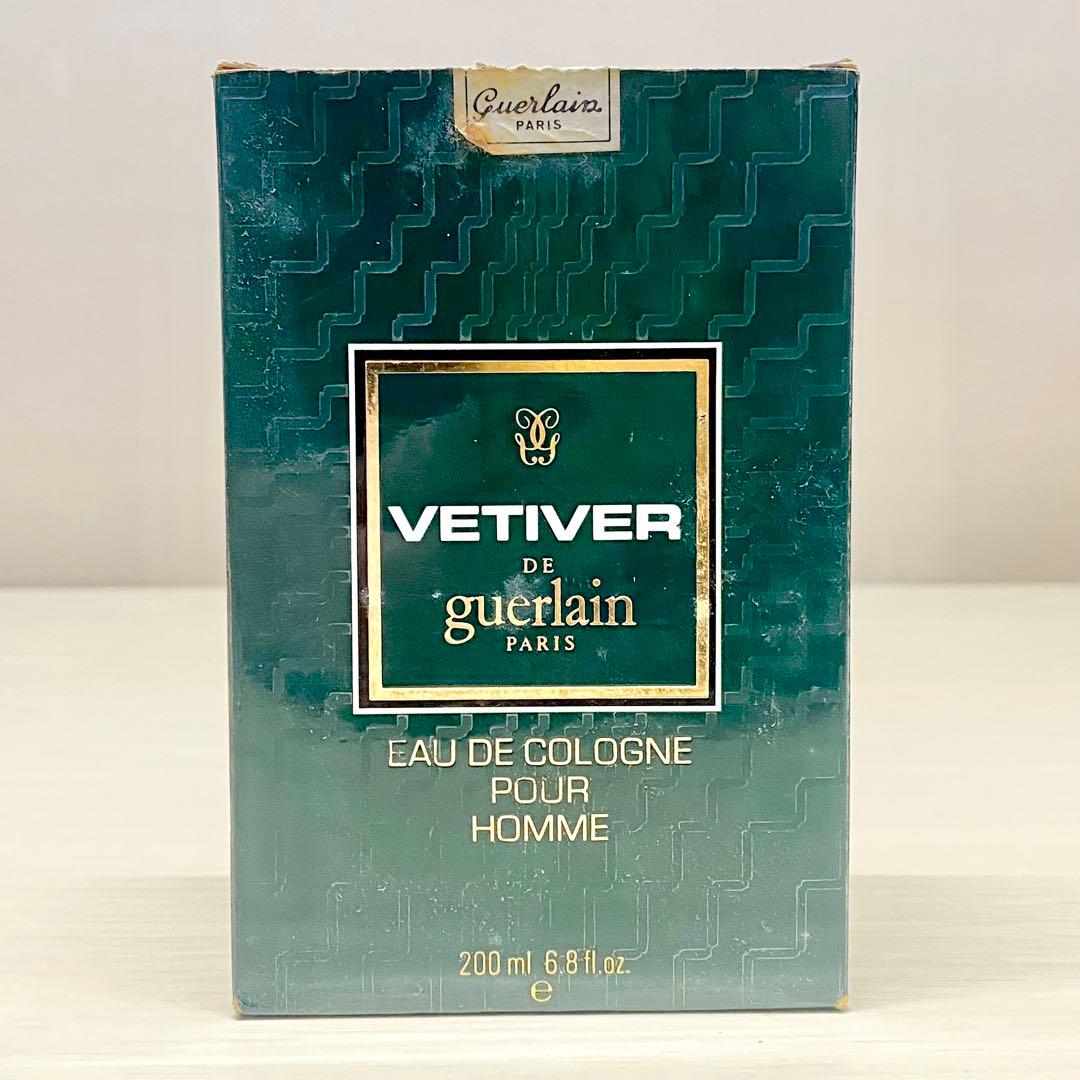 Guerlain
PARIS
VETIVER
DE
guerlain
PARIS
EAU DE COLOGNE
POUR
HOMME
200 ml 6.8 fl.oz.
e